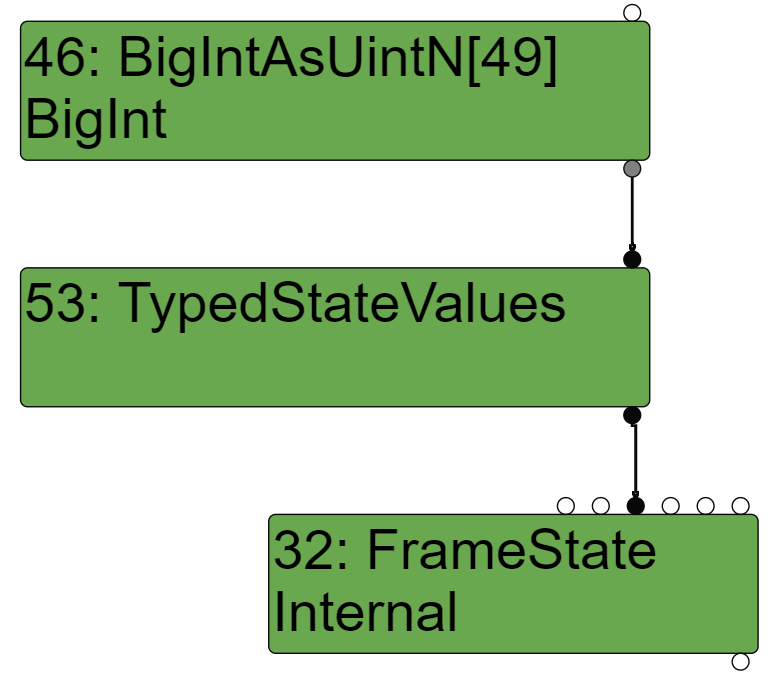 46: BigIntAsUintN[49]
BigInt
53: TypedStateValues
32: FrameState
Internal